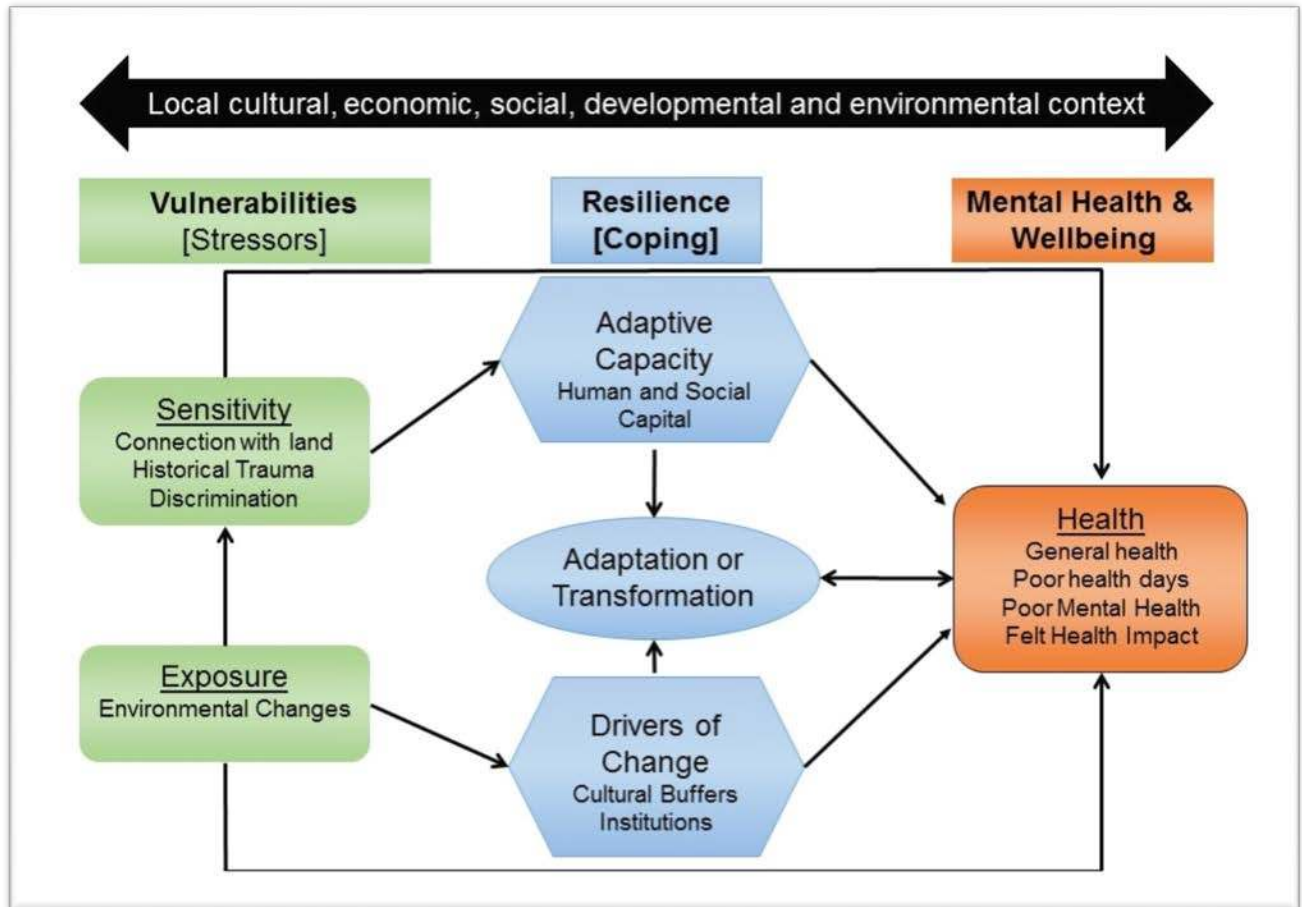 Local cultural, economic, social, developmental and environmental context
Vulnerabilities
[Stressors]
Resilience
[Coping]
Mental Health &
Wellbeing
Adaptive
Capacity
Human and Social
Capital
Sensitivity
Connection with land
Historical Trauma
Discrimination
Adaptation or
Transformation
Health
General health
Poor health days
Poor Mental Health
Felt Health Impact
Exposure
Environmental Changes
Drivers of
Change
Cultural Buffers
Institutions